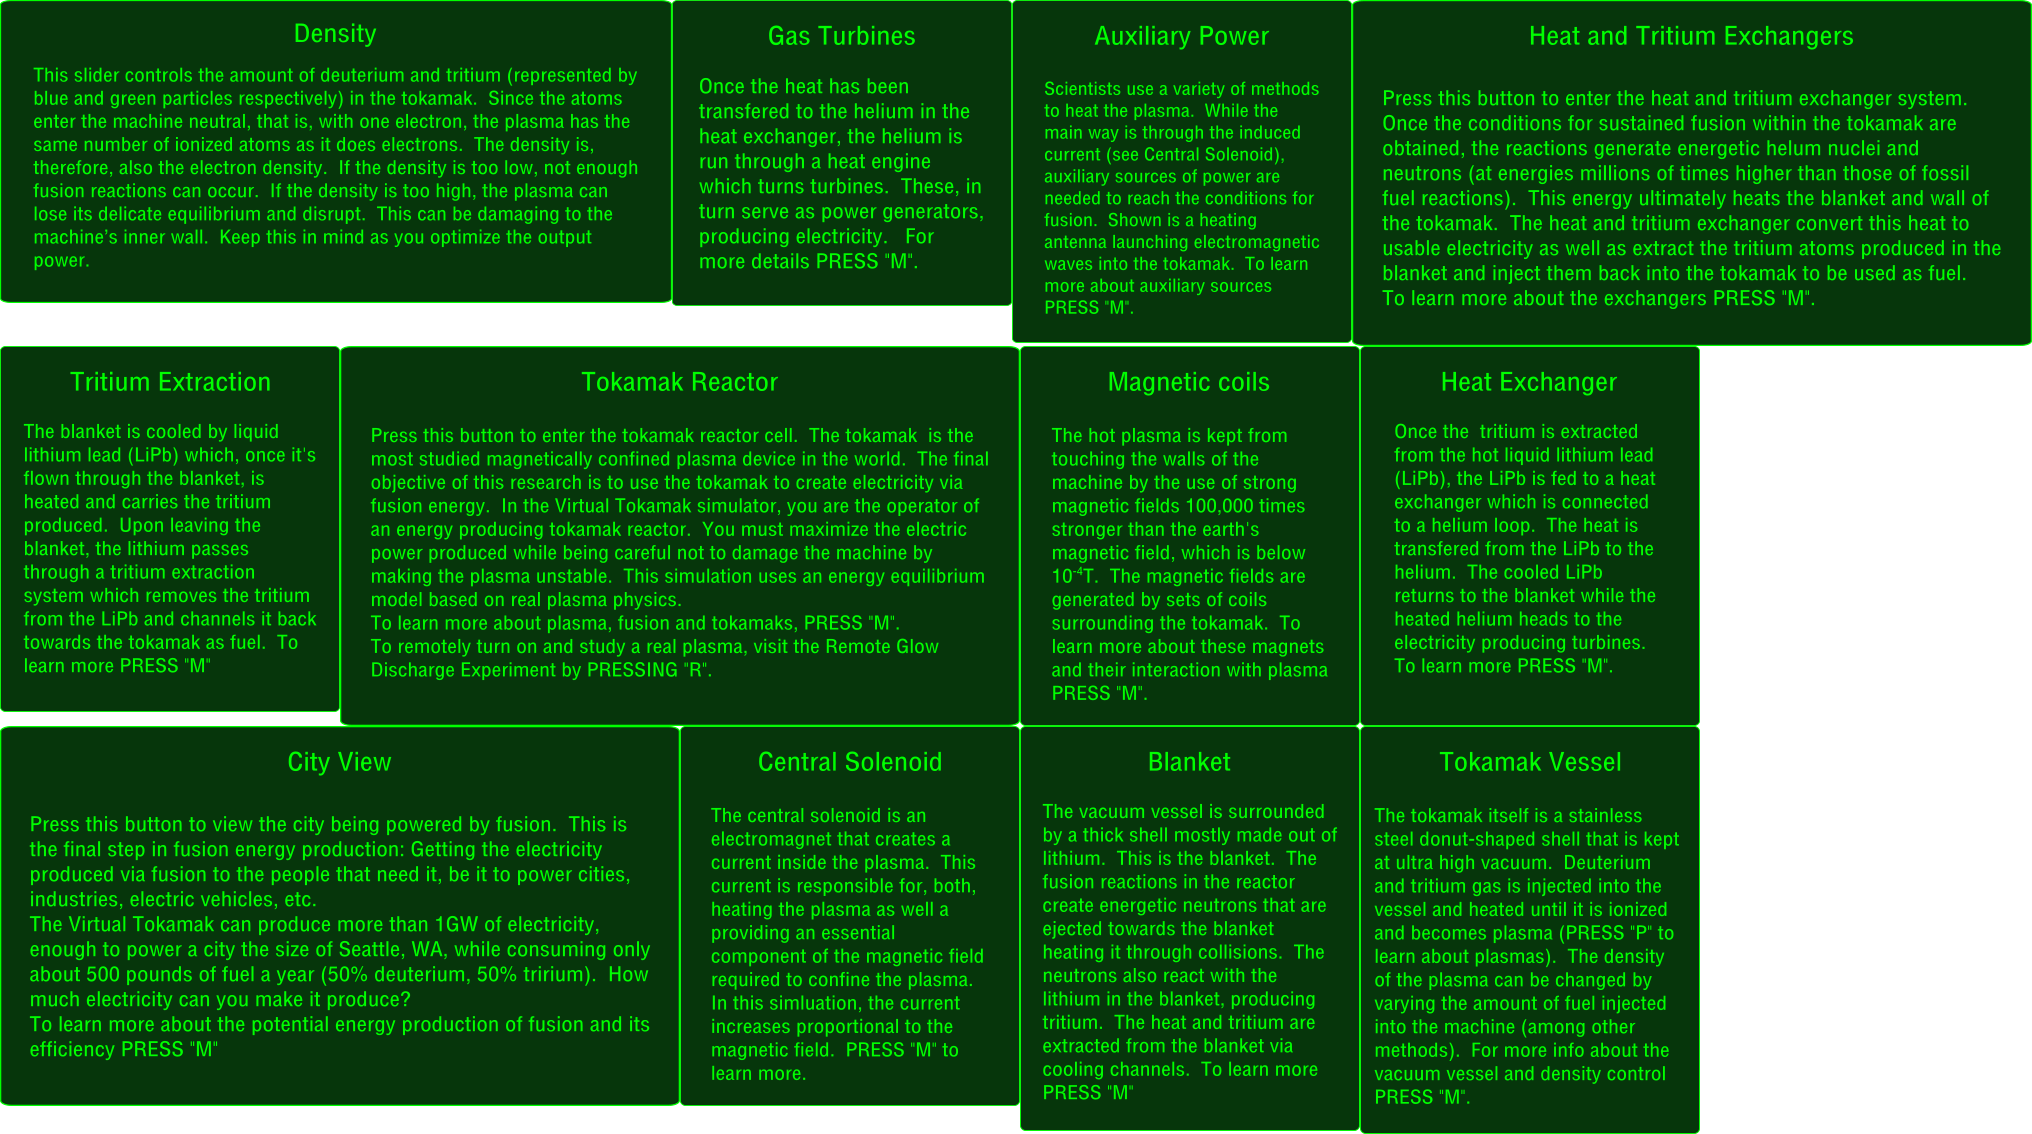 Density
This slider controls the amount of deuterium and tritium (represented by
blue and green particles respectively) in the tokamak.  Since the atoms
enter the machine neutral, that is, with one electron, the plasma has the
same number of ionized atoms as it does electrons.  The density is,
therefore, also the electron density.  If the density is too low, not enough
fusion reactions can occur.  If the density is too high, the plasma can
lose its delicate equilibrium and disrupt.  This can be damaging to the
machine's inner wall.  Keep this in mind as you optimize the output
power.
Gas Turbines
Once the heat has been
transfered to the helium in the
heat exchanger, the helium is
run through a heat engine
which turns turbines.  These, in
turn serve as power generators,
producing electricity.   For
more details PRESS "M".
Auxiliary Power
Scientists use a variety of methods
to heat the plasma.  While the
main way is through the induced
current (see Central Solenoid),
auxiliary sources of power are
needed to reach the conditions for
fusion.  Shown is a heating
antenna launching electromagnetic
waves into the tokamak.  To learn
more about auxiliary sources
PRESS "M".
Heat and Tritium Exchangers
Press this button to enter the heat and tritium exchanger system.
Once the conditions for sustained fusion within the tokamak are
obtained, the reactions generate energetic helum nuclei and
neutrons (at energies millions of times higher than those of fossil
fuel reactions).  This energy ultimately heats the blanket and wall of
the tokamak.  The heat and tritium exchanger convert this heat to
usable electricity as well as extract the tritium atoms produced in the
blanket and inject them back into the tokamak to be used as fuel.
To learn more about the exchangers PRESS "M".
Tritium Extraction
The blanket is cooled by liquid
lithium lead (LiPb) which, once it's
flown through the blanket, is
heated and carries the tritium
produced.  Upon leaving the
blanket, the lithium passes
through a tritium extraction
system which removes the tritium
from the LiPb and channels it back
towards the tokamak as fuel.  To
learn more PRESS "M"
Tokamak Reactor
Press this button to enter the tokamak reactor cell.  The tokamak  is the
most studied magnetically confined plasma device in the world.  The final
objective of this research is to use the tokamak to create electricity via
fusion energy.  In the Virtual Tokamak simulator, you are the operator of
an energy producing tokamak reactor.  You must maximize the electric
power produced while being careful not to damage the machine by
making the plasma unstable.  This simulation uses an energy equilibrium
model based on real plasma physics.
To learn more about plasma, fusion and tokamaks, PRESS "M".
To remotely turn on and study a real plasma, visit the Remote Glow
Discharge Experiment by PRESSING "R".
Magnetic coils
The hot plasma is kept from
touching the walls of the
machine by the use of strong
magnetic fields 100,000 times
stronger than the earth's
magnetic field, which is below
10⁻⁴T.  The magnetic fields are
generated by sets of coils
surrounding the tokamak.  To
learn more about these magnets
and their interaction with plasma
PRESS "M".
Heat Exchanger
Once the  tritium is extracted
from the hot liquid lithium lead
(LiPb), the LiPb is fed to a heat
exchanger which is connected
to a helium loop.  The heat is
transfered from the LiPb to the
helium.  The cooled LiPb
returns to the blanket while the
heated helium heads to the
electricity producing turbines.
To learn more PRESS "M".
City View
Press this button to view the city being powered by fusion.  This is
the final step in fusion energy production: Getting the electricity
produced via fusion to the people that need it, be it to power cities,
industries, electric vehicles, etc.
The Virtual Tokamak can produce more than 1GW of electricity,
enough to power a city the size of Seattle, WA, while consuming only
about 500 pounds of fuel a year (50% deuterium, 50% tririum).  How
much electricity can you make it produce?
To learn more about the potential energy production of fusion and its
efficiency PRESS "M"
Central Solenoid
The central solenoid is an
electromagnet that creates a
current inside the plasma.  This
current is responsible for, both,
heating the plasma as well a
providing an essential
component of the magnetic field
required to confine the plasma.
In this simluation, the current
increases proportional to the
magnetic field.  PRESS "M" to
learn more.
Blanket
The vacuum vessel is surrounded
by a thick shell mostly made out of
lithium.  This is the blanket.  The
fusion reactions in the reactor
create energetic neutrons that are
ejected towards the blanket
heating it through collisions.  The
neutrons also react with the
lithium in the blanket, producing
tritium.  The heat and tritium are
extracted from the blanket via
cooling channels.  To learn more
PRESS "M"
Tokamak Vessel
The tokamak itself is a stainless
steel donut-shaped shell that is kept
at ultra high vacuum.  Deuterium
and tritium gas is injected into the
vessel and heated until it is ionized
and becomes plasma (PRESS "P" to
learn about plasmas).  The density
of the plasma can be changed by
varying the amount of fuel injected
into the machine (among other
methods).  For more info about the
vacuum vessel and density control
PRESS "M".